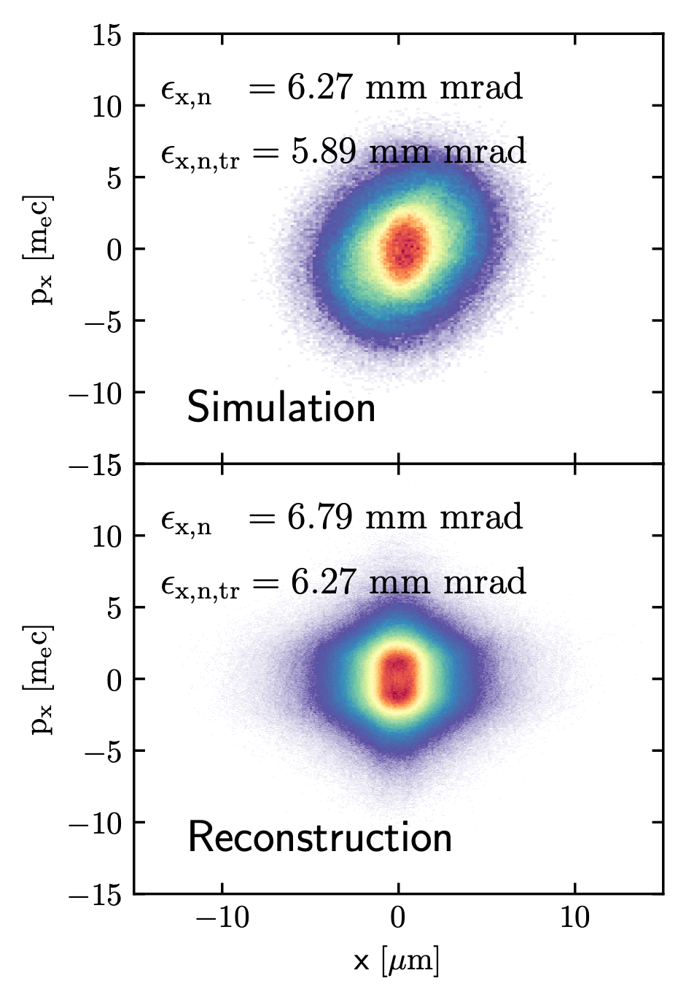 15
ϵx,n = 6.27 mm mrad
10
ϵx,n,tr = 5.89 mm mrad
5
px [mec]
0
−5
−10
Simulation
−15
ϵx,n = 6.79 mm mrad
10
ϵx,n,tr = 6.27 mm mrad
5
px [mec]
0
−5
−10
Reconstruction
−15
−10 0 10
x [μm]